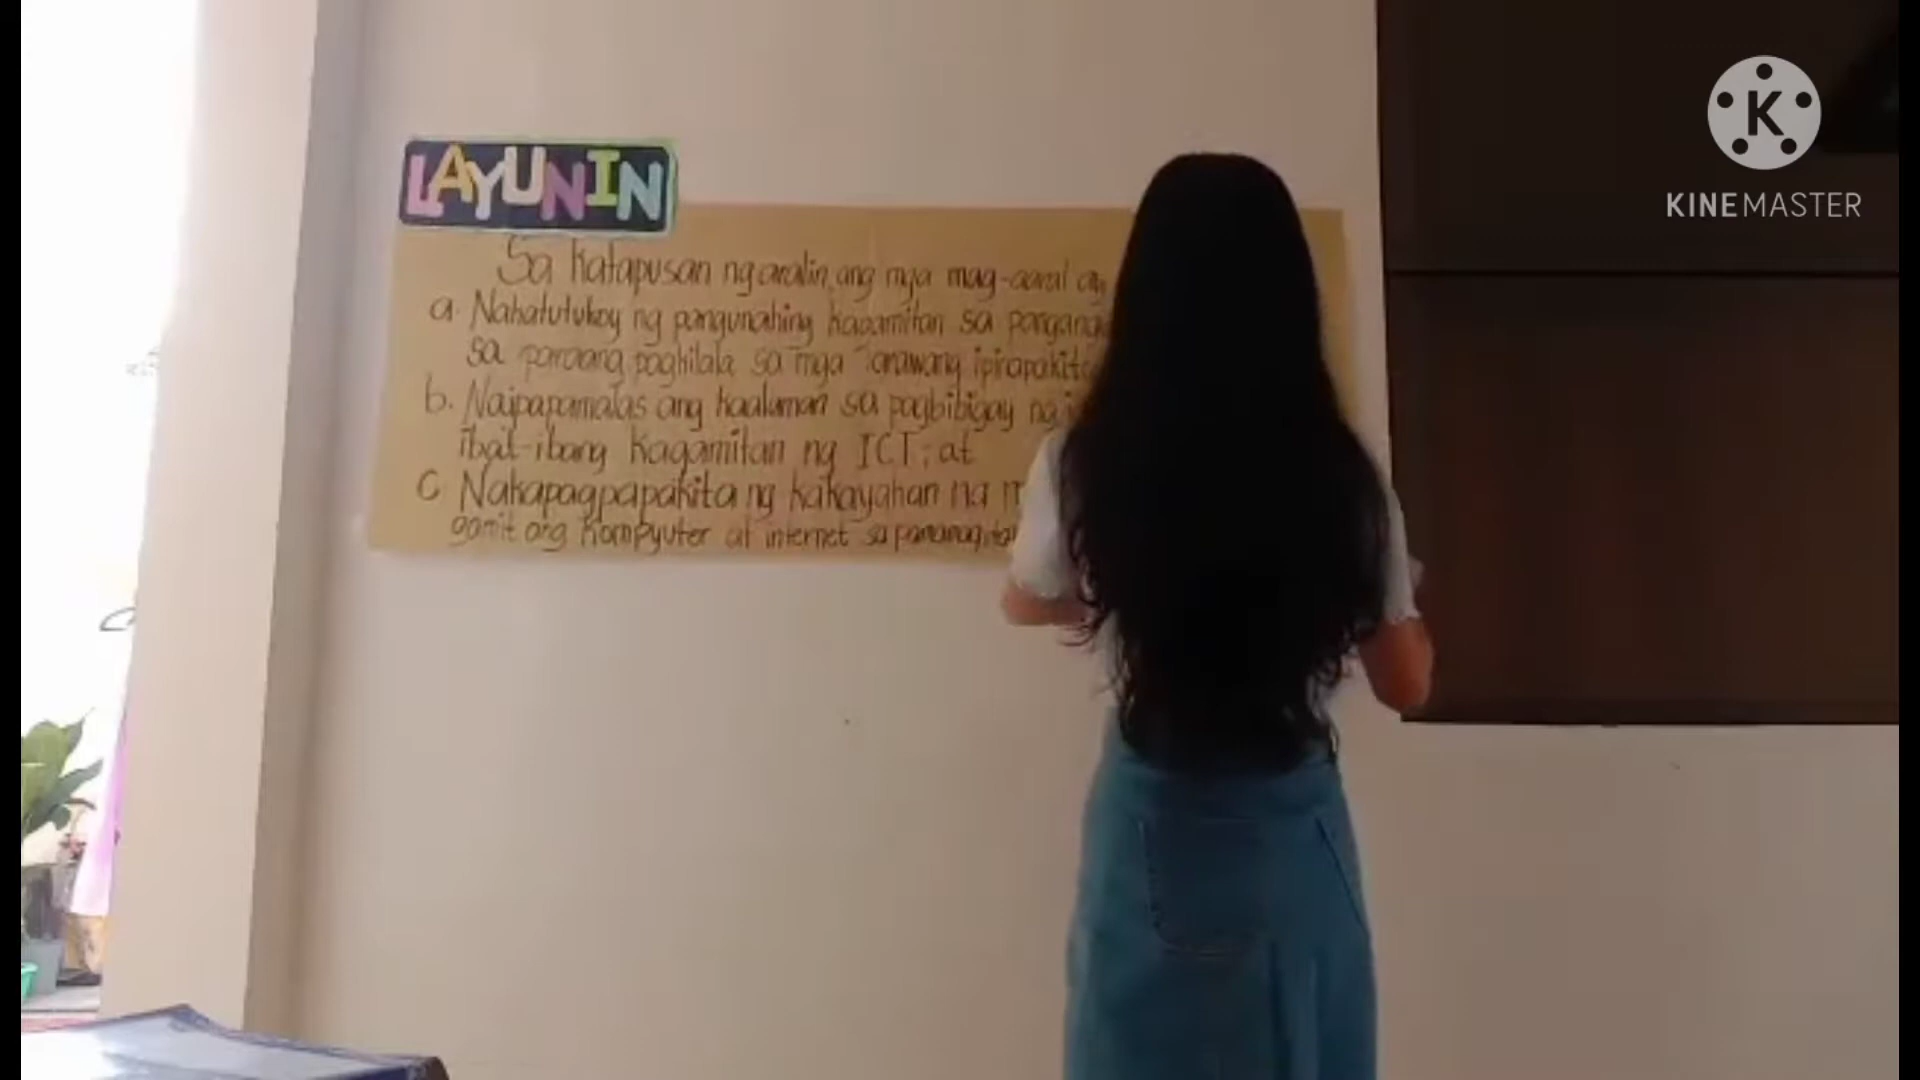 LAYUNIN
Sa katapusan ng aralin, ang mga mag-aaral ay
a. Nakatutukoy ng pangunahing kagamitan sa
sa paraang pagkilala sa mga larawang
b. Naipapamalas ang kaalaman sa pagbibigay ng
ibat-ibang kagamitan ng ICT; at
c Nakapagpapakita ng kakayahan na
gamit ang kompyuter at internet sa
K
KINEMASTER